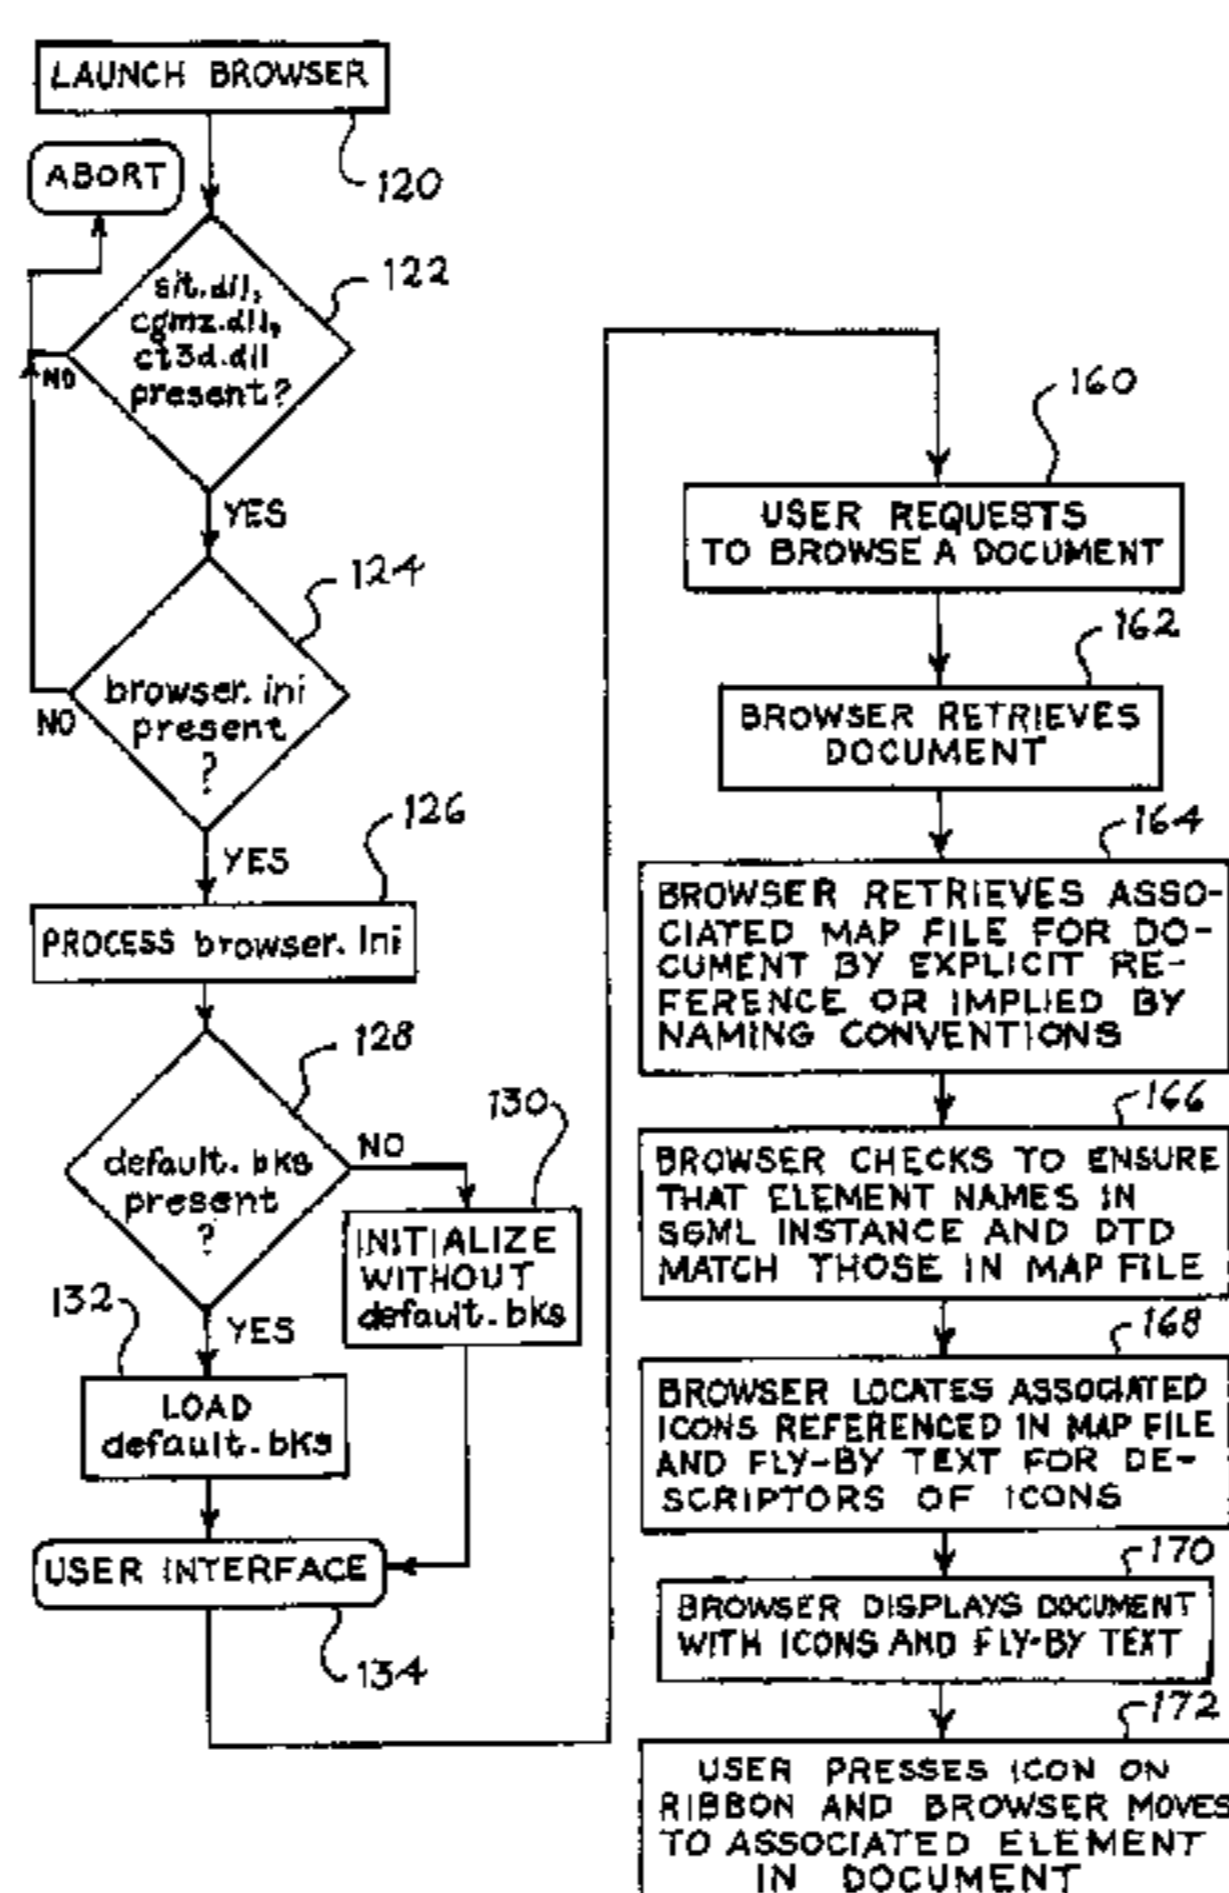 LAUNCH BROWSER
120
ABORT
122
sit.dll,
cgmz.dll,
ct3d.dll
present?
NO
YES
124
browser.ini
present
?
NO
YES
126
PROCESS browser.ini
128
default.bks
present
?
NO
130
INITIALIZE
WITHOUT
default.bks
YES
132
LOAD
default.bks
USER INTERFACE
134
160
USER REQUESTS
TO BROWSE A DOCUMENT
162
BROWSER RETRIEVES
DOCUMENT
164
BROWSER RETRIEVES ASSO-
CIATED MAP FILE FOR DO-
CUMENT BY EXPLICIT RE-
FERENCE OR IMPLIED BY
NAMING CONVENTIONS
166
BROWSER CHECKS TO ENSURE
THAT ELEMENT NAMES IN
SGML INSTANCE AND DTD
MATCH THOSE IN MAP FILE
168
BROWSER LOCATES ASSOCIATED
ICONS REFERENCED IN MAP FILE
AND FLY-BY TEXT FOR DE-
SCRIPTORS OF ICONS
170
BROWSER DISPLAYS DOCUMENT
WITH ICONS AND FLY-BY TEXT
172
USER PRESSES ICON ON
RIBBON AND BROWSER MOVES
TO ASSOCIATED ELEMENT
IN DOCUMENT